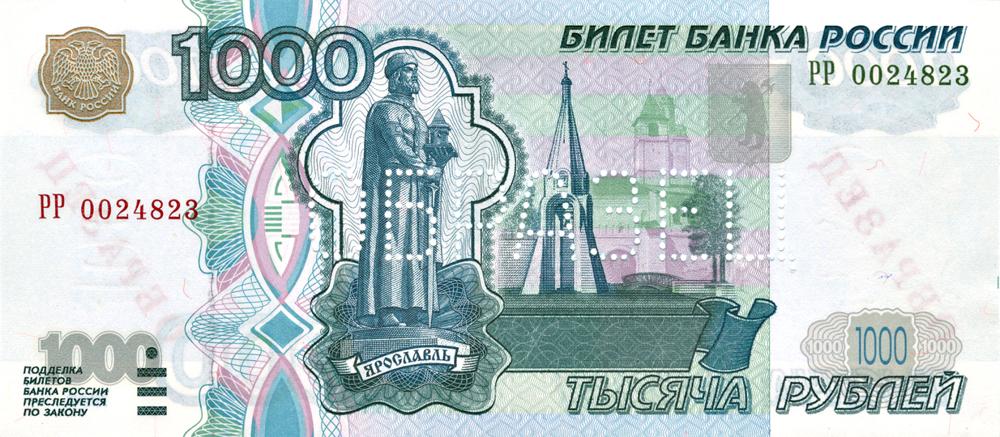 1000
БИЛЕТ БАНКА РОССИИ
РР 0024823
БАНК РОССИИ
РР 0024823
ОБРАЗЕЦ
ЯРОСЛАВЛЬ
1000
ПОДДЕЛКА
БИЛЕТОВ
БАНКА РОССИИ
ПРЕСЛЕДУЕТСЯ
ПО ЗАКОНУ
1000 1000 1000
ТЫСЯЧА РУБЛЕЙ